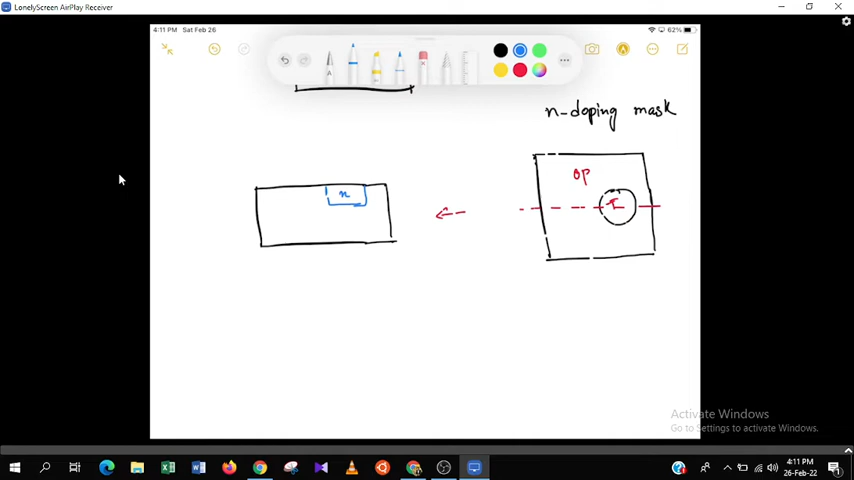 LonelyScreen AirPlay Receiver
4:11 PM Sat Feb 26
62%
A
n-doping mask
n
op
Activate Windows
Go to Settings to activate Windows.
4:11 PM
26-Feb-22